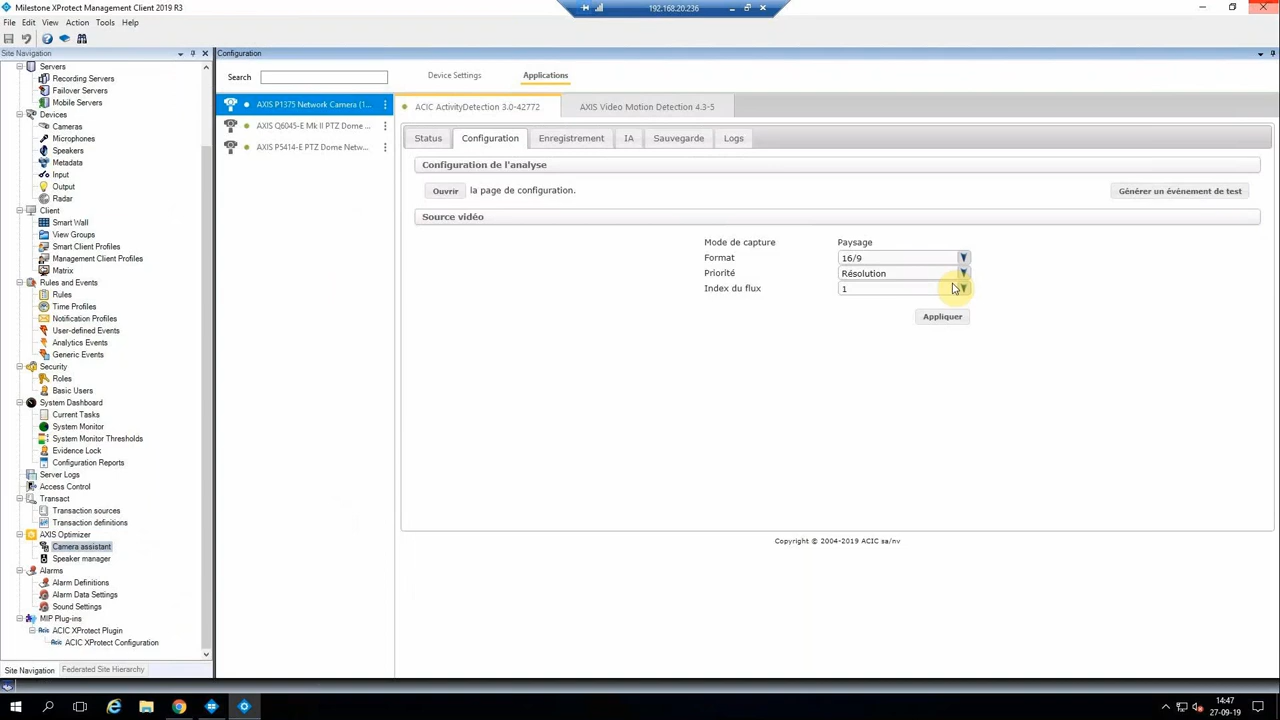 Milestone XProtect Management Client 2019 R3
192.168.20.236
File Edit View Action Tools Help
Site Navigation
Servers
Recording Servers
Failover Servers
Mobile Servers
Devices
Cameras
Microphones
Speakers
Metadata
Input
Output
Radar
Client
Smart Wall
View Groups
Smart Client Profiles
Management Client Profiles
Matrix
Rules and Events
Rules
Time Profiles
Notification Profiles
User-defined Events
Analytics Events
Generic Events
Security
Roles
Basic Users
System Dashboard
Current Tasks
System Monitor
System Monitor Thresholds
Evidence Lock
Configuration Reports
Server Logs
Access Control
Transact
Transaction sources
Transaction definitions
AXIS Optimizer
Camera assistant
Speaker manager
Alarms
Alarm Definitions
Alarm Data Settings
Sound Settings
MIP Plug-ins
Acic ACIC XProtect Plugin
Acic ACIC XProtect Configuration
Site Navigation Federated Site Hierarchy
Configuration
Search
Device Settings Applications
AXIS P1375 Network Camera (1...
AXIS Q6045-E Mk II PTZ Dome ...
AXIS P5414-E PTZ Dome Netw...
ACIC ActivityDetection 3.0-42772 AXIS Video Motion Detection 4.3-5
Status Configuration Enregistrement IA Sauvegarde Logs
Configuration de l'analyse
Ouvrir la page de configuration. Générer un événement de test
Source vidéo
Mode de capture Paysage
Format 16/9
Priorité Résolution
Index du flux 1
Appliquer
Copyright © 2004-2019 ACIC sa/nv
14:47
27-09-19